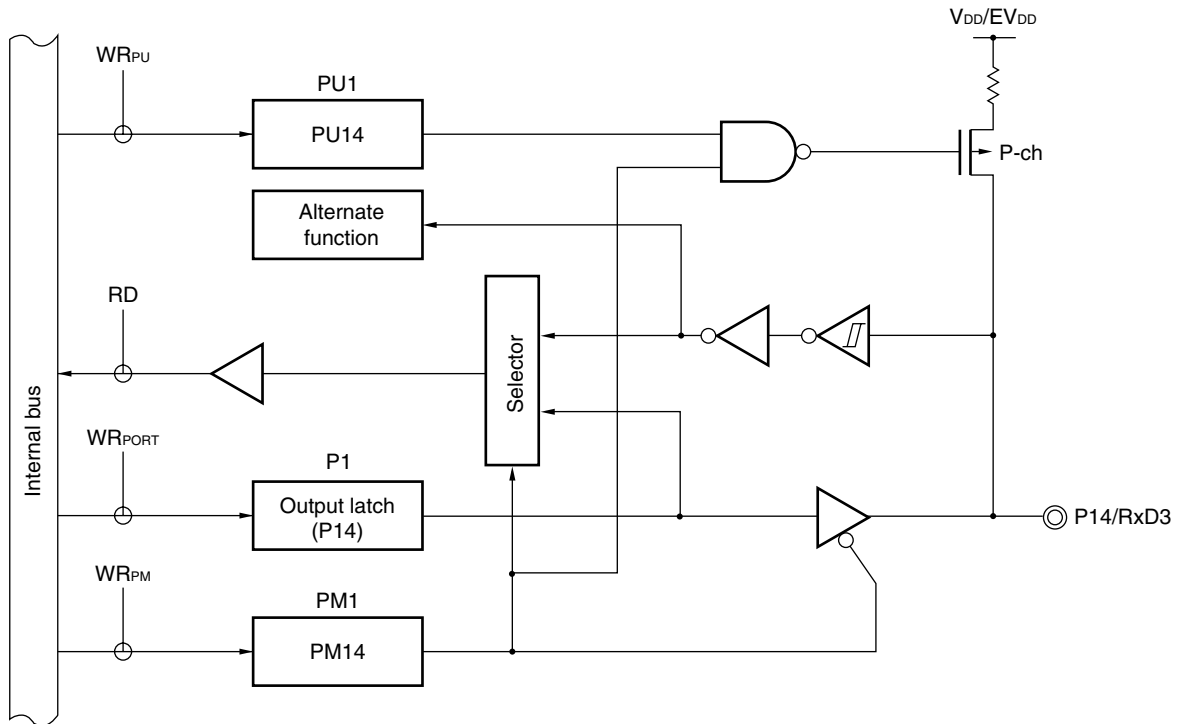 VDD/EVDD
WRPU
PU1
PU14
P-ch
Alternate
function
RD
Selector
Internal bus
WRPORT
P1
Output latch
(P14)
P14/RxD3
WRPM
PM1
PM14